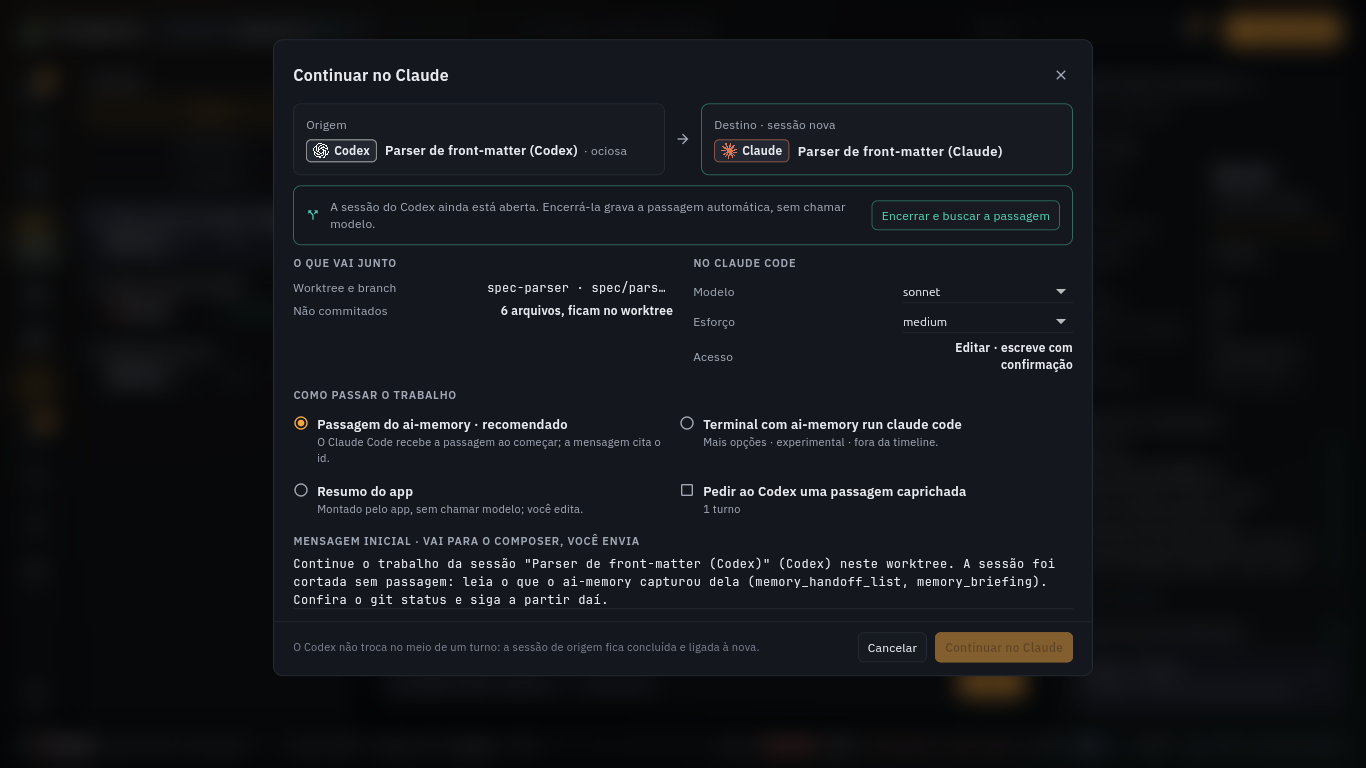 Continuar no Claude
Origem
Codex Parser de front-matter (Codex) · ociosa
Destino · sessão nova
Claude Parser de front-matter (Claude)
A sessão do Codex ainda está aberta. Encerrá-la grava a passagem automática, sem chamar
modelo.
Encerrar e buscar a passagem
O QUE VAI JUNTO
Worktree e branch spec-parser · spec/pars…
Não commitados 6 arquivos, ficam no worktree
NO CLAUDE CODE
Modelo sonnet
Esforço medium
Acesso Editar · escreve com
confirmação
COMO PASSAR O TRABALHO
Passagem do ai-memory · recomendado
O Claude Code recebe a passagem ao começar; a mensagem cita o
id.
Terminal com ai-memory run claude code
Mais opções · experimental · fora da timeline.
Resumo do app
Montado pelo app, sem chamar modelo; você edita.
Pedir ao Codex uma passagem caprichada
1 turno
MENSAGEM INICIAL · VAI PARA O COMPOSER, VOCÊ ENVIA
Continue o trabalho da sessão "Parser de front-matter (Codex)" (Codex) neste worktree. A sessão foi
cortada sem passagem: leia o que o ai-memory capturou dela (memory_handoff_list, memory_briefing).
Confira o git status e siga a partir daí.
O Codex não troca no meio de um turno: a sessão de origem fica concluída e ligada à nova.
Cancelar
Continuar no Claude